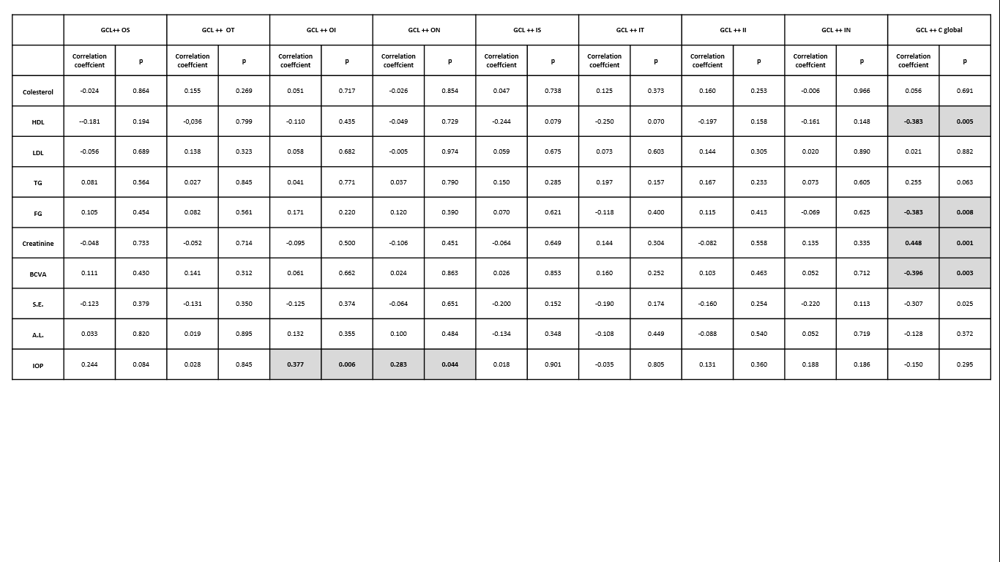 GCL++ OS GCL ++ OT GCL ++ OI GCL ++ ON GCL ++ IS GCL ++ IT GCL ++ II GCL ++ IN GCL ++ C global
Correlation coeffcient p Correlation coeffcient p Correlation coeffcient p Correlation coeffcient p Correlation coeffcient p Correlation coeffcient p Correlation coeffcient p Correlation coeffcient p Correlation coeffcient p
Colesterol -0.024 0.864 0.155 0.269 0.051 0.717 -0.026 0.854 0.047 0.738 0.125 0.373 0.160 0.253 -0.006 0.966 0.056 0.691
HDL --0.181 0.194 -0,036 0.799 -0.110 0.435 -0.049 0.729 -0.244 0.079 -0.250 0.070 -0.197 0.158 -0.161 0.148 -0.383 0.005
LDL -0.056 0.689 0.138 0.323 0.058 0.682 -0.005 0.974 0.059 0.675 0.073 0.603 0.144 0.305 0.020 0.890 0.021 0.882
TG 0.081 0.564 0.027 0.845 0.041 0.771 0.037 0.790 0.150 0.285 0.197 0.157 0.167 0.233 0.073 0.605 0.255 0.063
FG 0.105 0.454 0.082 0.561 0.171 0.220 0.120 0.390 0.070 0.621 -0.118 0.400 0.115 0.413 -0.069 0.625 -0.383 0.008
Creatinine -0.048 0.733 -0.052 0.714 -0.095 0.500 -0.106 0.451 -0.064 0.649 0.144 0.304 -0.082 0.558 0.135 0.335 0.448 0.001
BCVA 0.111 0.430 0.141 0.312 0.061 0.662 0.024 0.863 0.026 0.853 0.160 0.252 0.103 0.463 0.052 0.712 -0.396 0.003
S.E. -0.123 0.379 -0.131 0.350 -0.125 0.374 -0.064 0.651 -0.200 0.152 -0.190 0.174 -0.160 0.254 -0.220 0.113 -0.307 0.025
A.L. 0.033 0.820 0.019 0.895 0.132 0.355 0.100 0.484 -0.134 0.348 -0.108 0.449 -0.088 0.540 0.052 0.719 -0.128 0.372
IOP 0.244 0.084 0.028 0.845 0.377 0.006 0.283 0.044 0.018 0.901 -0.035 0.805 0.131 0.360 0.188 0.186 -0.150 0.295